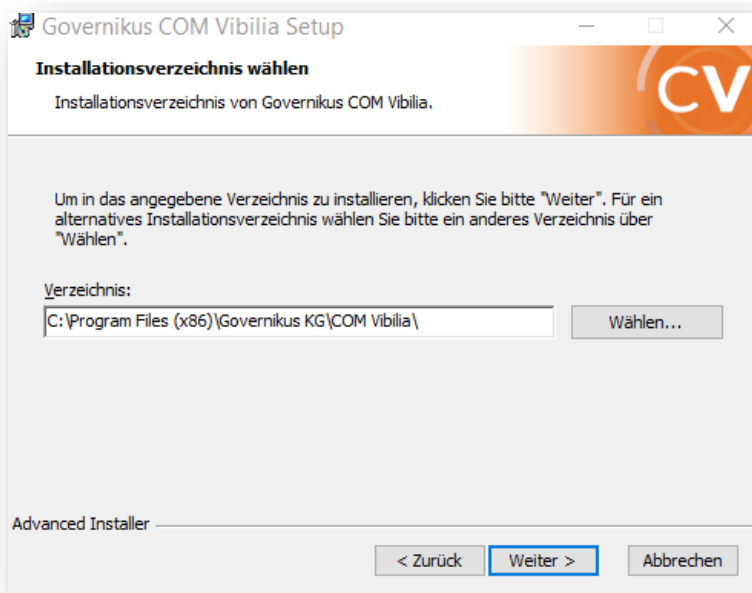 Governikus COM Vibilia Setup
Installationsverzeichnis wählen
Installationsverzeichnis von Governikus COM Vibilia.
CV
Um in das angegebene Verzeichnis zu installieren, klicken Sie bitte "Weiter". Für ein
alternatives Installationsverzeichnis wählen Sie bitte ein anderes Verzeichnis über
"Wählen".
Verzeichnis:
C:\Program Files (x86)\Governikus KG\COM Vibilia\
Wählen...
Advanced Installer
< Zurück
Weiter >
Abbrechen